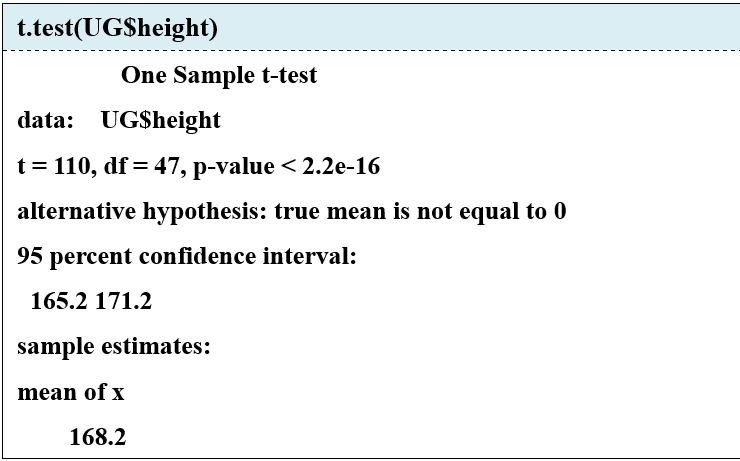 t.test(UG$height)
One Sample t-test
data: UG$height
t = 110, df = 47, p-value < 2.2e-16
alternative hypothesis: true mean is not equal to 0
95 percent confidence interval:
165.2 171.2
sample estimates:
mean of x
168.2